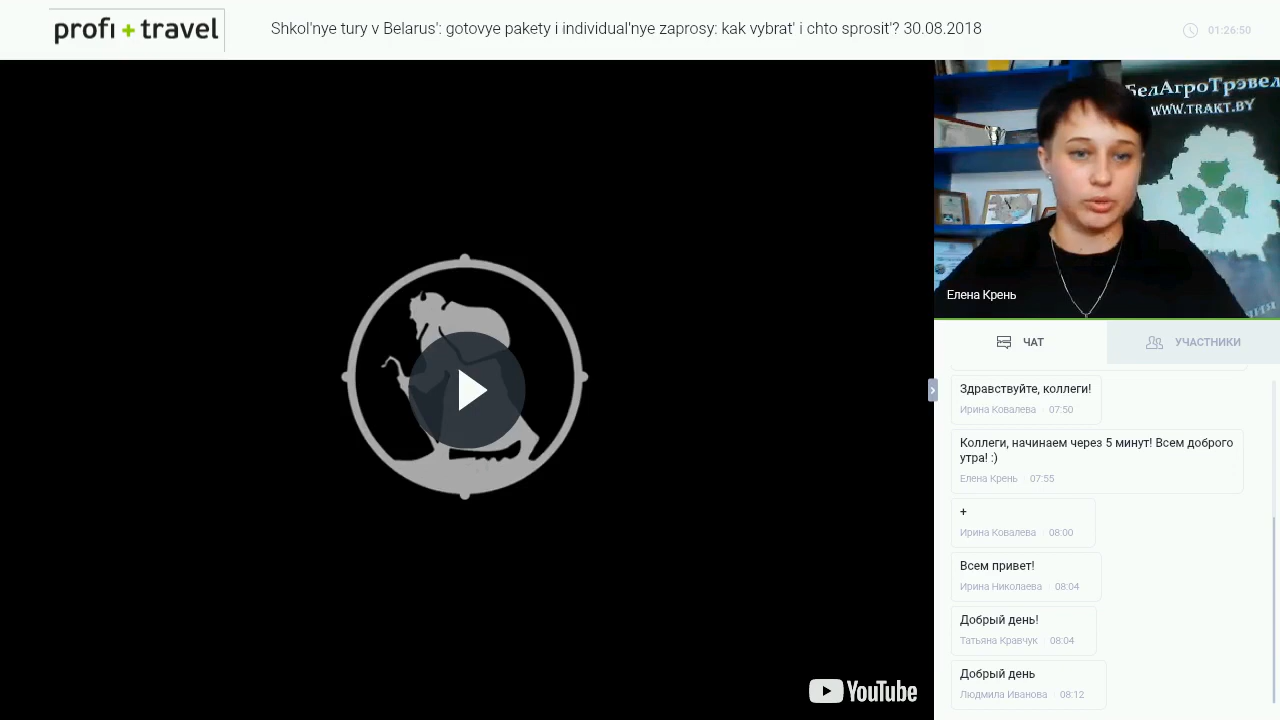 profi + travel
Shkol'nye tury v Belarus': gotovye pakety i individual'nye zaprosy: kak vybrat' i chto sprosit'? 30.08.2018
01:26:50
БелАгроТрэвел
WWW.TRAKT.BY
Елена Крень
ЧАТ
УЧАСТНИКИ
Здравствуйте, коллеги!
Ирина Ковалева 07:50
Коллеги, начинаем через 5 минут! Всем доброго
утра! :)
Елена Крень 07:55
+
Ирина Ковалева 08:00
Всем привет!
Ирина Николаева 08:04
Добрый день!
Татьяна Кравчук 08:04
Добрый день
Людмила Иванова 08:12
YouTube